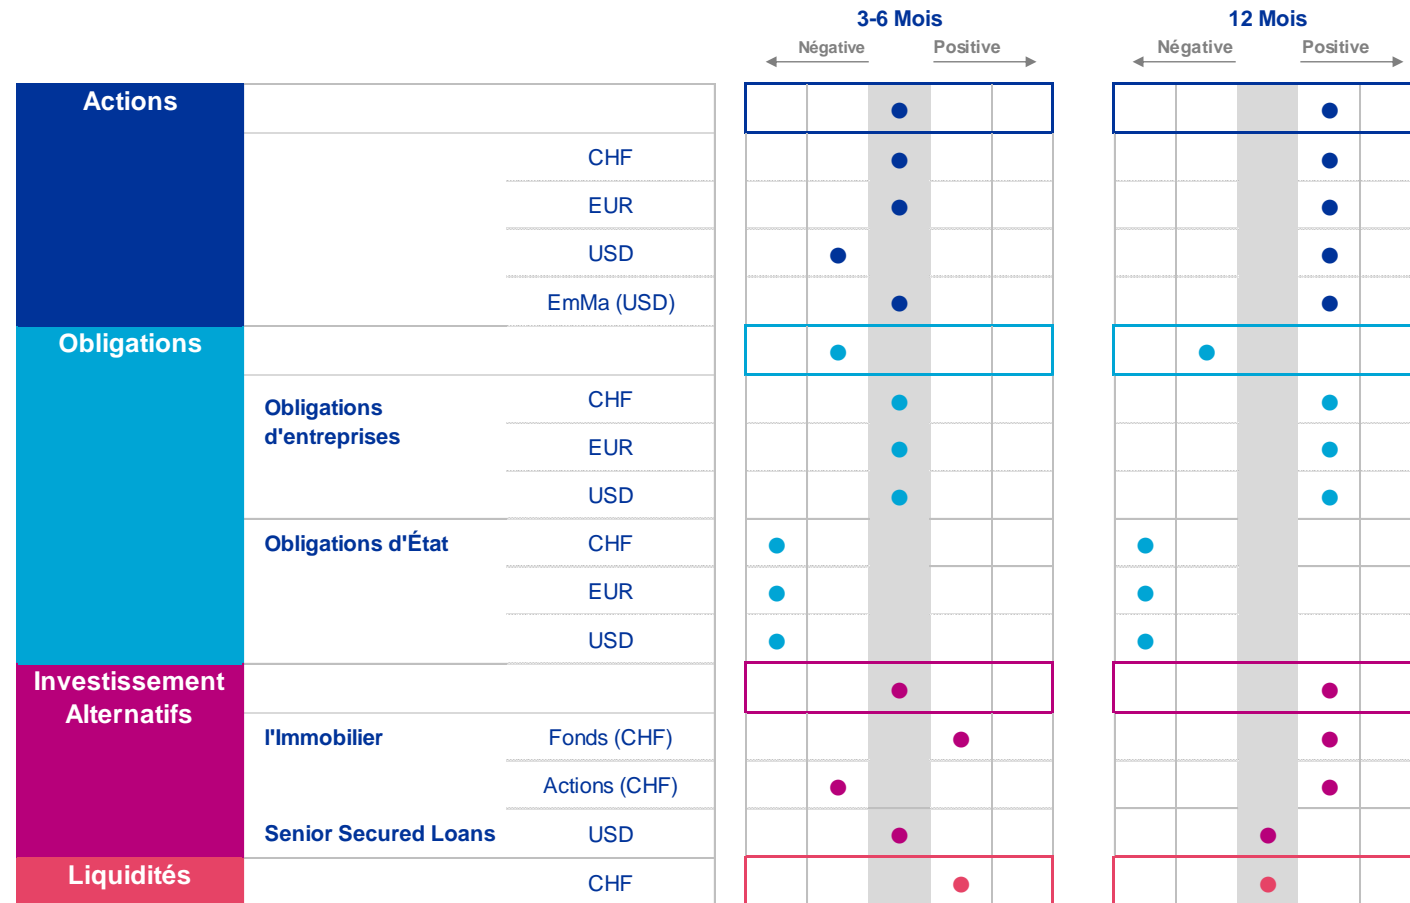 3-6 Mois
12 Mois
Négative
Positive
Négative
Positive
Actions
CHF
EUR
USD
EmMa (USD)
Obligations
Obligations
d'entreprises
CHF
EUR
USD
Obligations d'État
CHF
EUR
USD
Investissement
Alternatifs
l'Immobilier
Fonds (CHF)
Actions (CHF)
Senior Secured Loans
USD
Liquidités
CHF